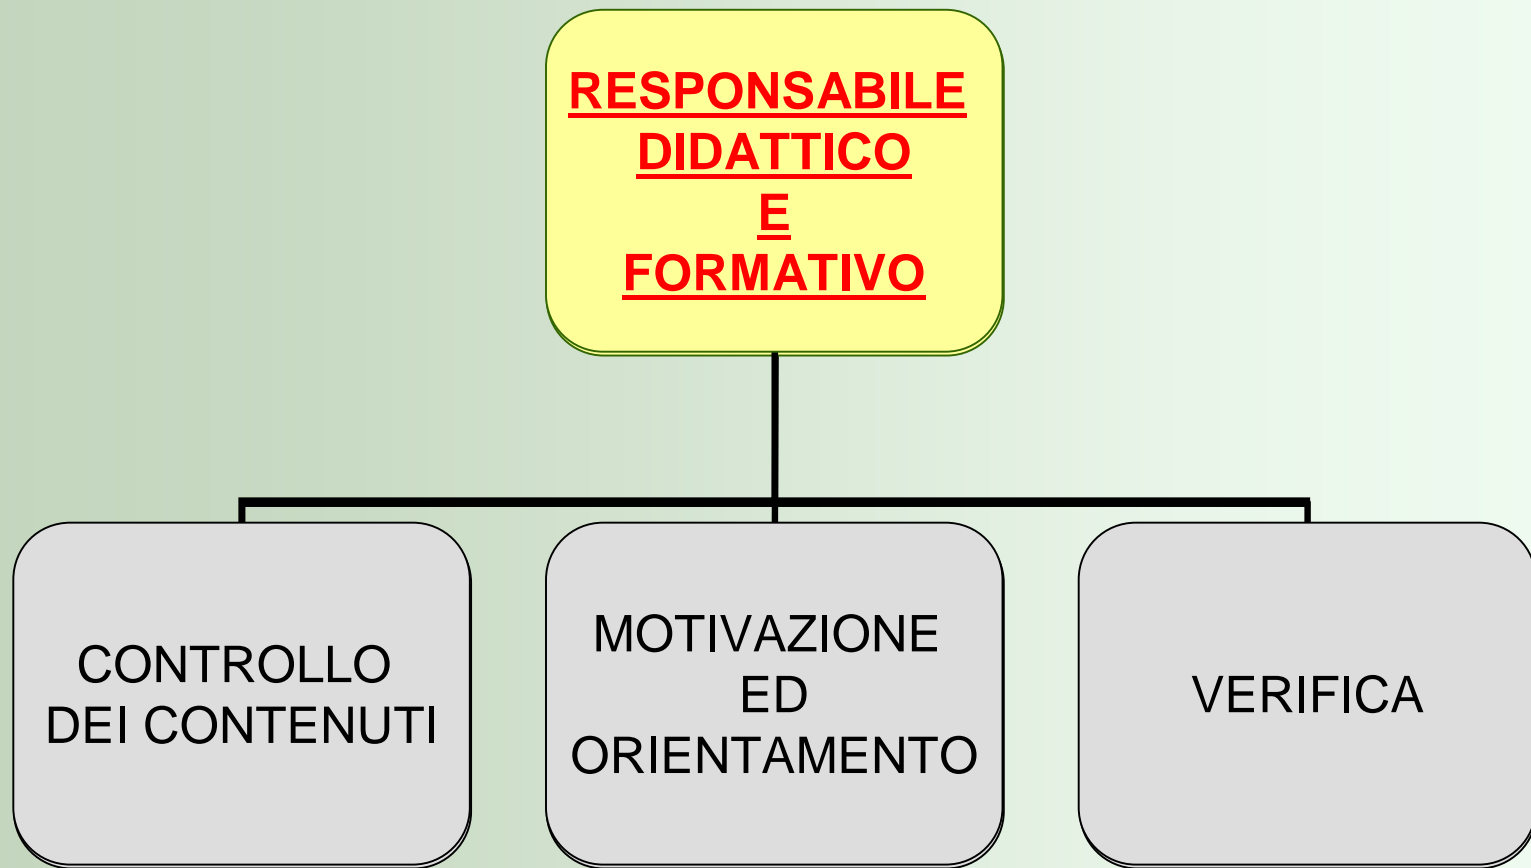 RESPONSABILE
DIDATTICO
E
FORMATIVO
CONTROLLO
DEI CONTENUTI
MOTIVAZIONE
ED
ORIENTAMENTO
VERIFICA